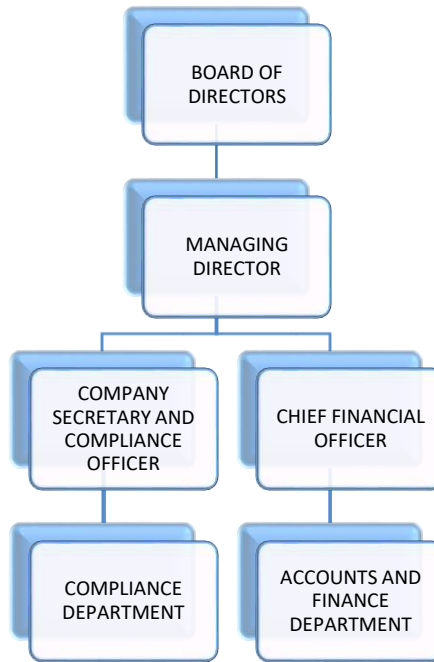 BOARD OF
DIRECTORS
MANAGING
DIRECTOR
COMPANY
SECRETARY AND
COMPLIANCE
OFFICER
CHIEF FINANCIAL
OFFICER
COMPLIANCE
DEPARTMENT
ACCOUNTS AND
FINANCE
DEPARTMENT